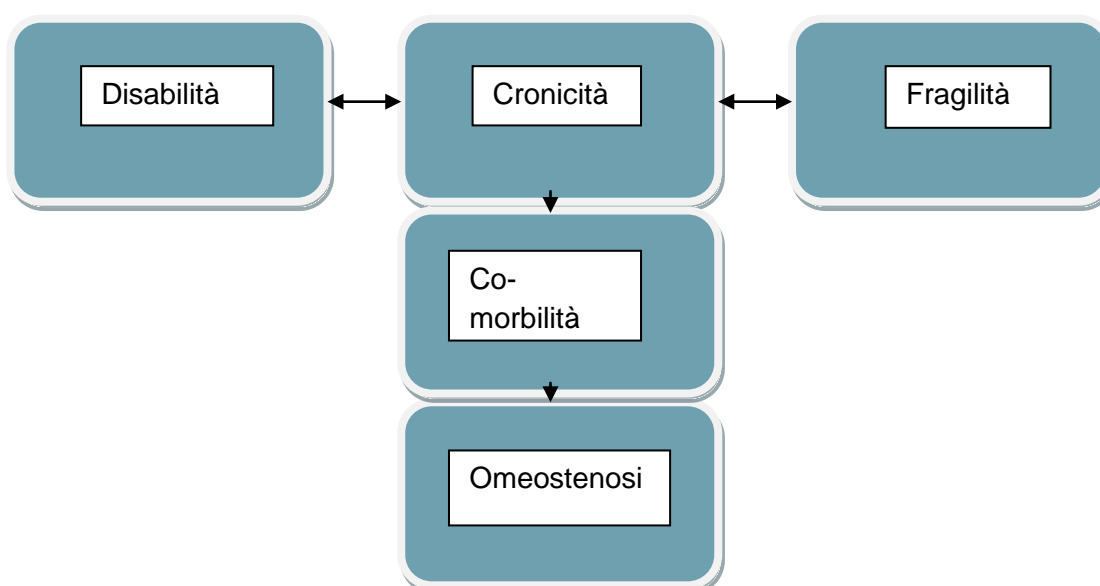 Disabilità
Cronicità
Fragilità
Co-
morbilità
Omeostenosi